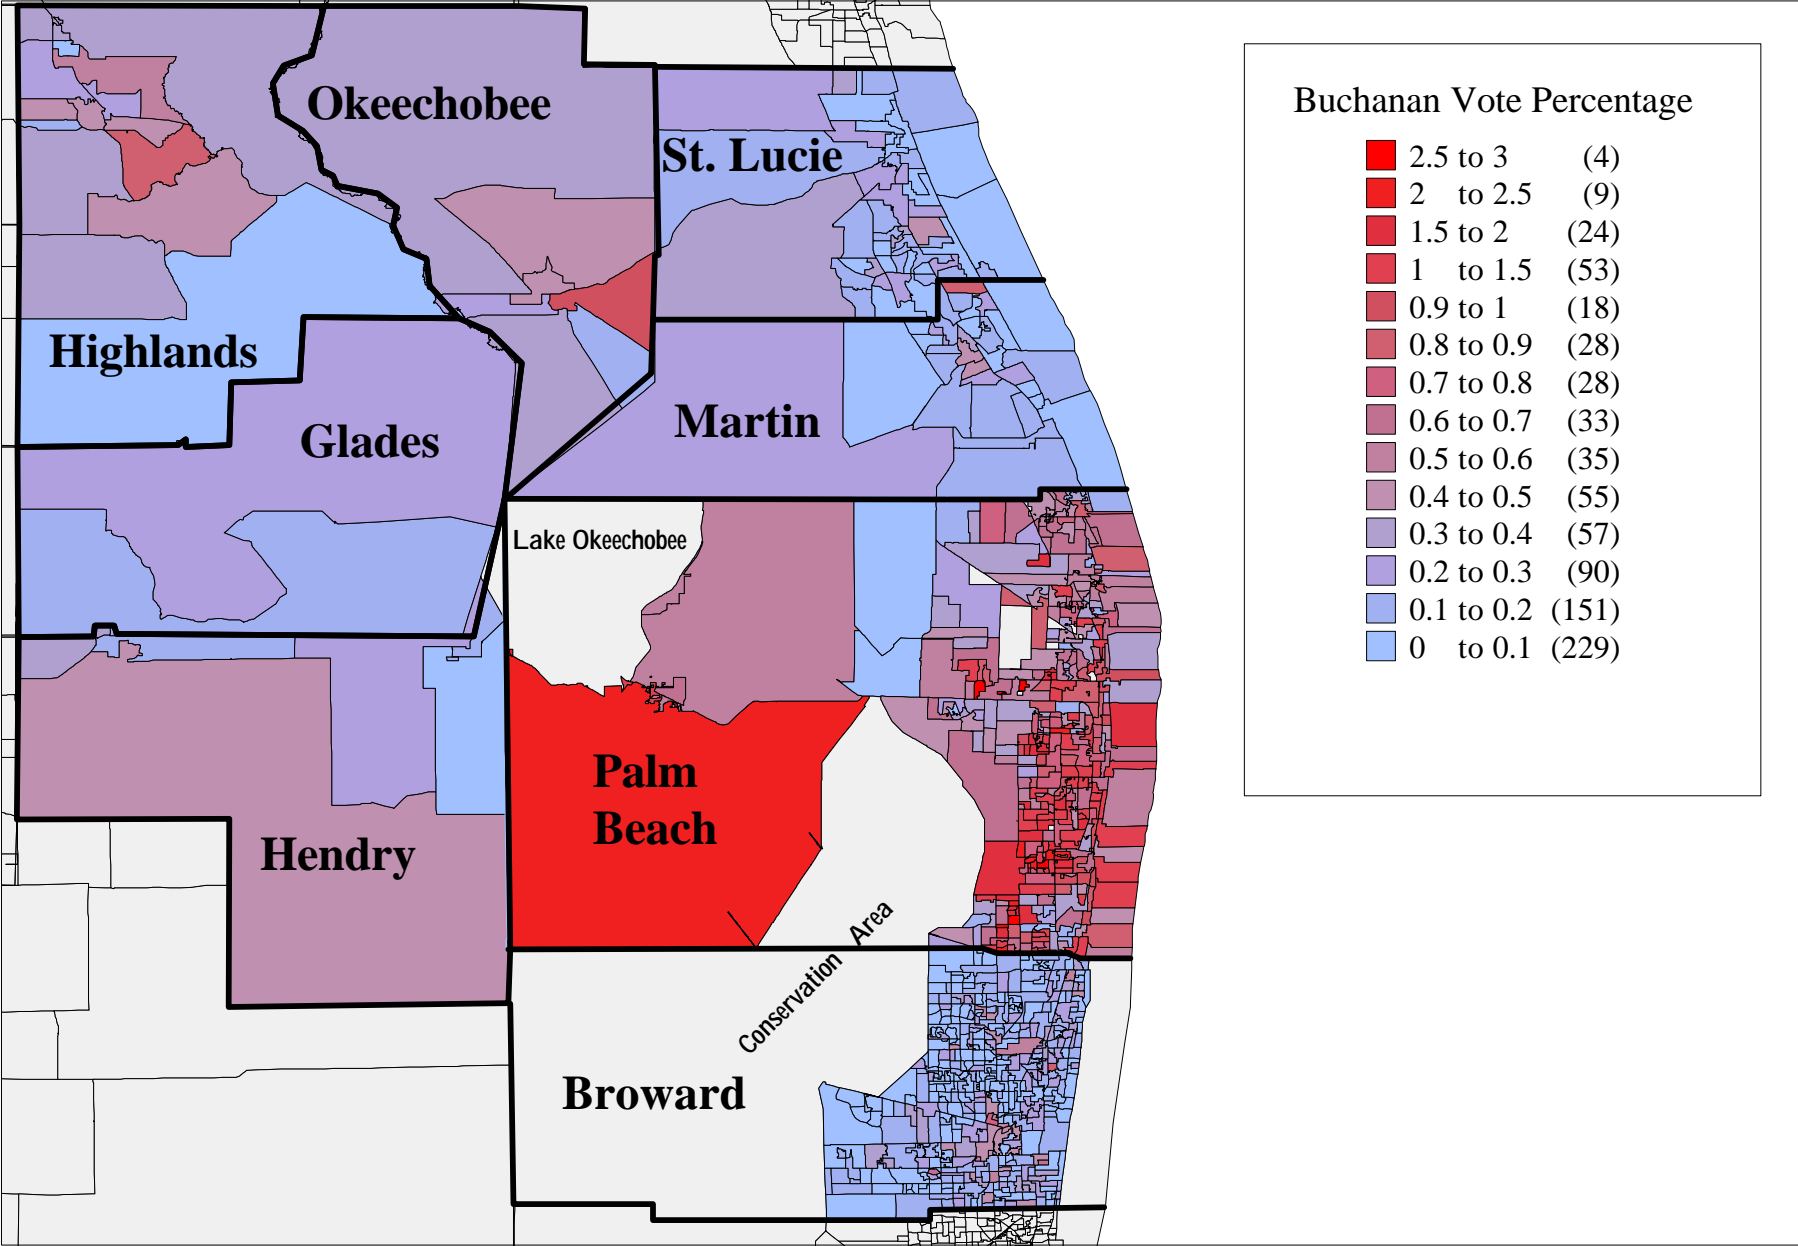 Okeechobee
St. Lucie
Highlands
Glades
Martin
Lake Okeechobee
Palm
Beach
Hendry
Conservation Area
Broward
Buchanan Vote Percentage
2.5 to 3 (4)
2 to 2.5 (9)
1.5 to 2 (24)
1 to 1.5 (53)
0.9 to 1 (18)
0.8 to 0.9 (28)
0.7 to 0.8 (28)
0.6 to 0.7 (33)
0.5 to 0.6 (35)
0.4 to 0.5 (55)
0.3 to 0.4 (57)
0.2 to 0.3 (90)
0.1 to 0.2 (151)
0 to 0.1 (229)